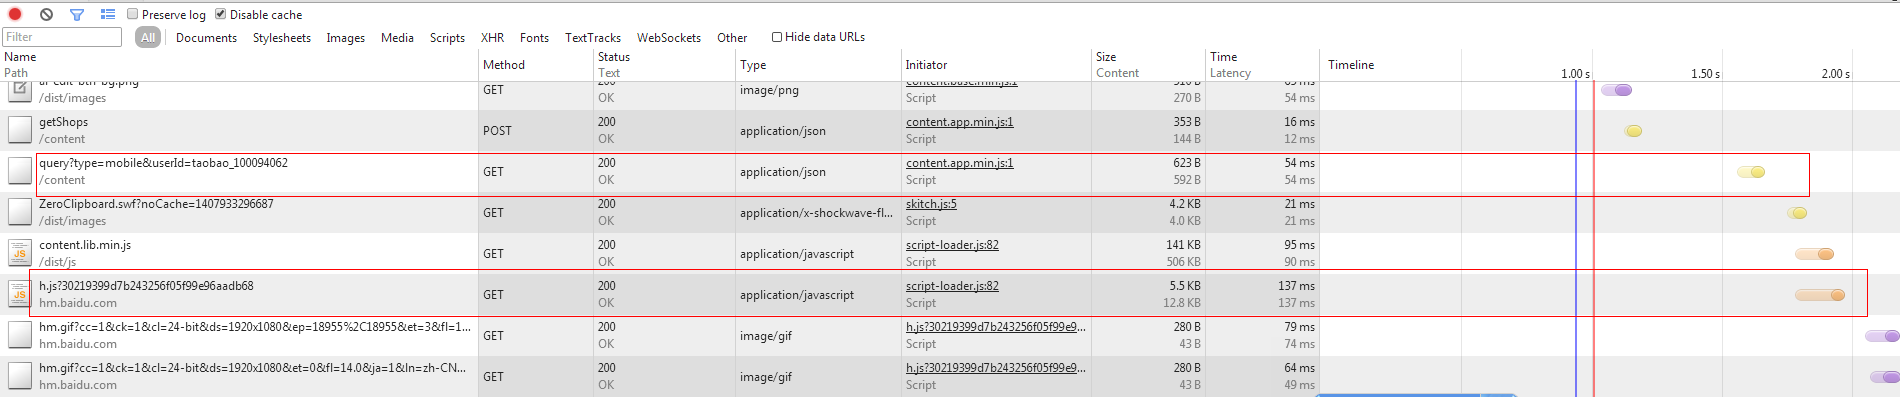 Preserve log Disable cache
Filter All Documents Stylesheets Images Media Scripts XHR Fonts TextTracks WebSockets Other Hide data URLs
Name Method Status Type Initiator Size Time Timeline
Path Text Content Latency
1.00 s 1.50 s 2.00 s
GET 200 image/png content.base.min.js:1
/dist/images OK Script 270 B 54 ms
getShops POST 200 application/json content.app.min.js:1 353 B 16 ms
/content OK Script 144 B 12 ms
query?type=mobile&userId=taobao_100094062 GET 200 application/json content.app.min.js:1 623 B 54 ms
/content OK Script 592 B 54 ms
ZeroClipboard.swf?noCache=1407933296687 GET 200 application/x-shockwave-fl... skitch.js:5 4.2 KB 21 ms
/dist/images OK Script 4.0 KB 21 ms
content.lib.min.js GET 200 application/javascript script-loader.js:82 141 KB 95 ms
/dist/js OK Script 506 KB 90 ms
JS
h.js?30219399d7b243256f05f99e96aadb68 GET 200 application/javascript script-loader.js:82 5.5 KB 137 ms
hm.baidu.com OK Script 12.8 KB 137 ms
JS
hm.gif?cc=1&ck=1&cl=24-bit&ds=1920x1080&ep=18955%2C18955&et=3&fl=1... GET 200 image/gif h.js?30219399d7b243256f05f99e9... 280 B 79 ms
hm.baidu.com OK Script 43 B 74 ms
hm.gif?cc=1&ck=1&cl=24-bit&ds=1920x1080&et=0&fl=14.0&ja=1&ln=zh-CN... GET 200 image/gif h.js?30219399d7b243256f05f99e9... 280 B 64 ms
hm.baidu.com OK Script 43 B 49 ms